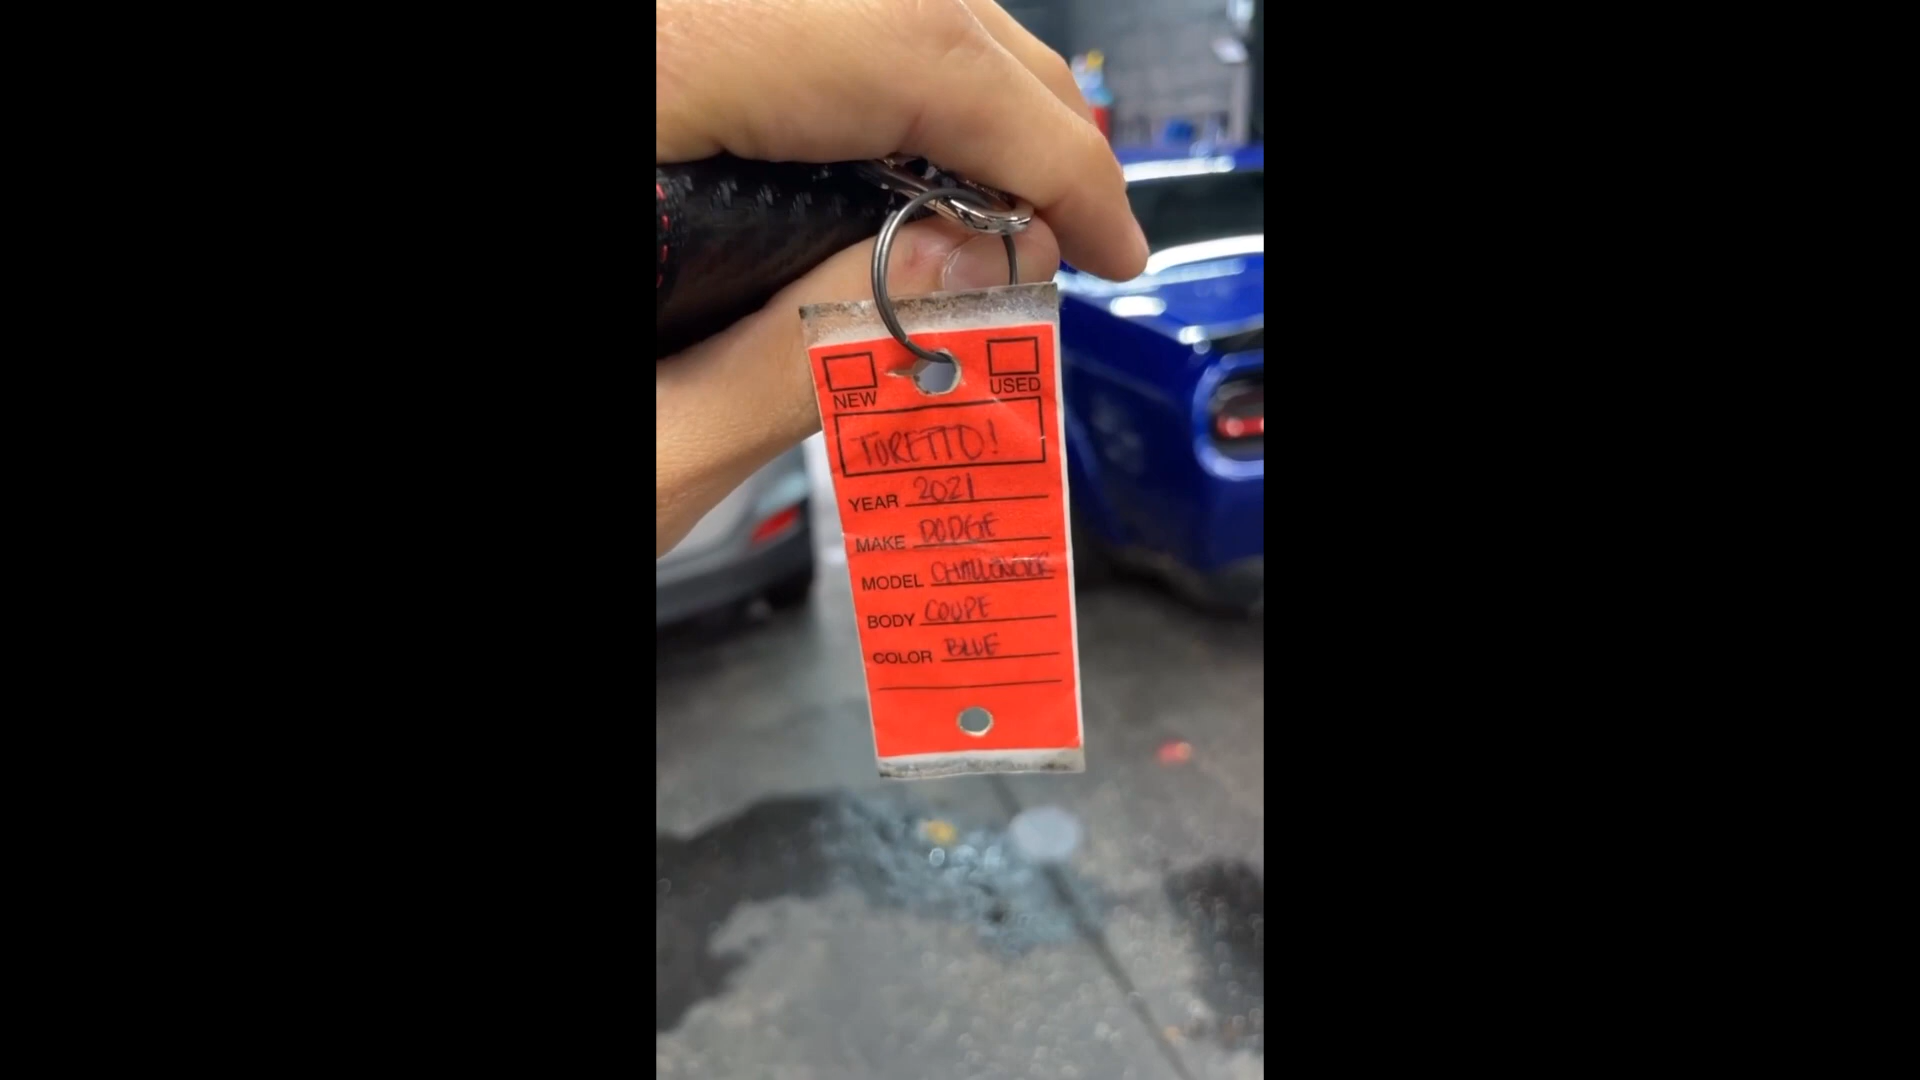 NEW USED
TORETTO!
YEAR 2021
MAKE DODGE
MODEL CHALLENGER
BODY COUPE
COLOR BLUE